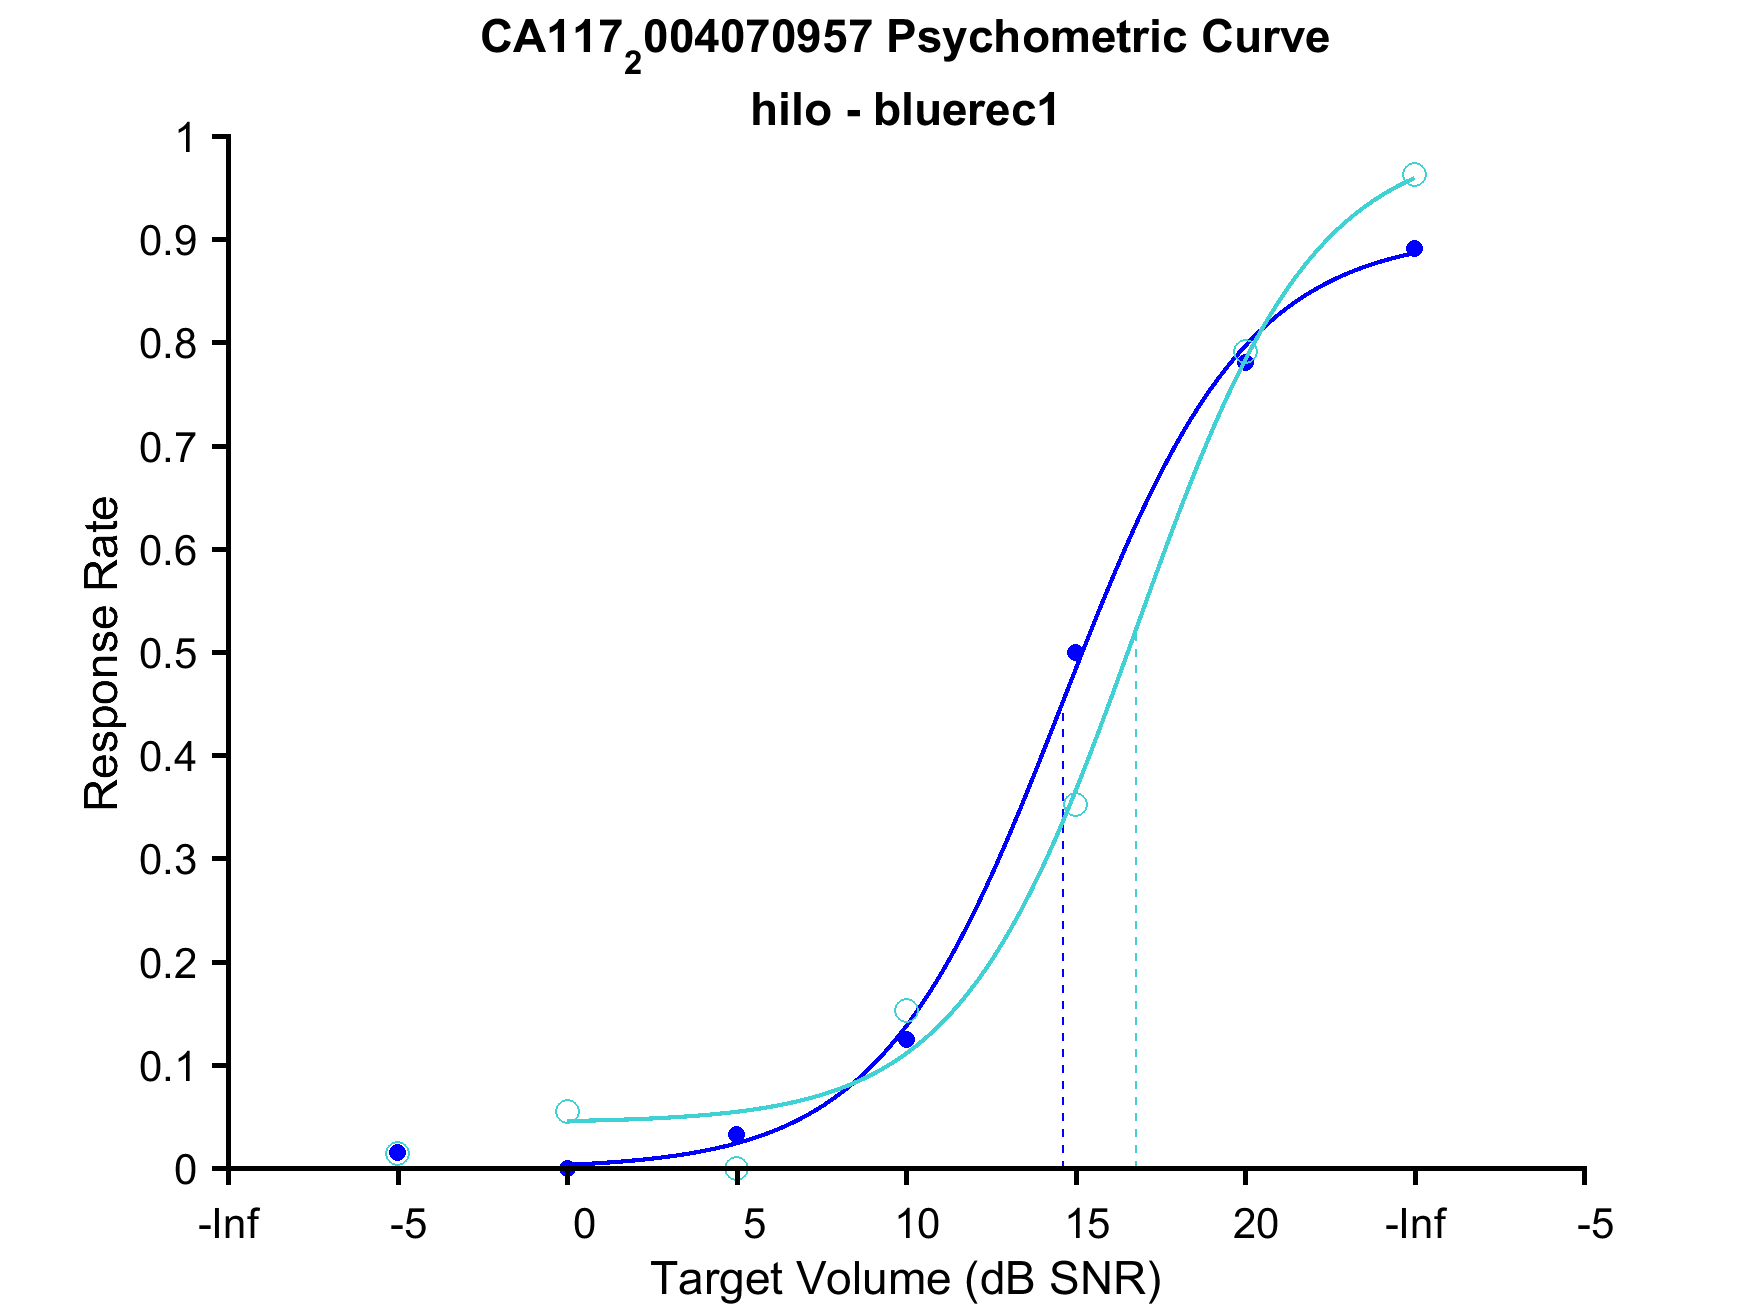 CA117₂004070957 Psychometric Curve
hilo - bluerec1
1
0.9
0.8
0.7
0.6
0.5
0.4
0.3
0.2
0.1
0
Response Rate
-Inf -5 0 5 10 15 20 -Inf -5
Target Volume (dB SNR)